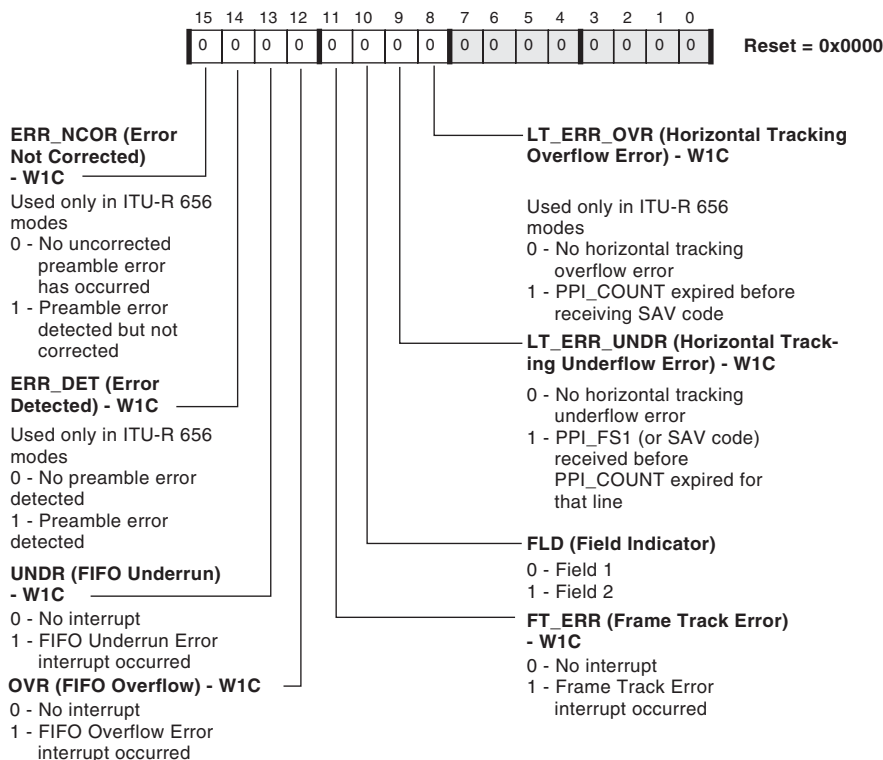 15 14 13 12 11 10 9 8 7 6 5 4 3 2 1 0
0 0 0 0 0 0 0 0 0 0 0 0 0 0 0 0
Reset = 0x0000
ERR_NCOR (Error
Not Corrected)
- W1C
Used only in ITU-R 656
modes
0 - No uncorrected
preamble error
has occurred
1 - Preamble error
detected but not
corrected
ERR_DET (Error
Detected) - W1C
Used only in ITU-R 656
modes
0 - No preamble error
detected
1 - Preamble error
detected
UNDR (FIFO Underrun)
- W1C
0 - No interrupt
1 - FIFO Underrun Error
interrupt occurred
OVR (FIFO Overflow) - W1C
0 - No interrupt
1 - FIFO Overflow Error
interrupt occurred
LT_ERR_OVR (Horizontal Tracking
Overflow Error) - W1C
Used only in ITU-R 656
modes
0 - No horizontal tracking
overflow error
1 - PPI_COUNT expired before
receiving SAV code
LT_ERR_UNDR (Horizontal Track-
ing Underflow Error) - W1C
0 - No horizontal tracking
underflow error
1 - PPI_FS1 (or SAV code)
received before
PPI_COUNT expired for
that line
FLD (Field Indicator)
0 - Field 1
1 - Field 2
FT_ERR (Frame Track Error)
- W1C
0 - No interrupt
1 - Frame Track Error
interrupt occurred